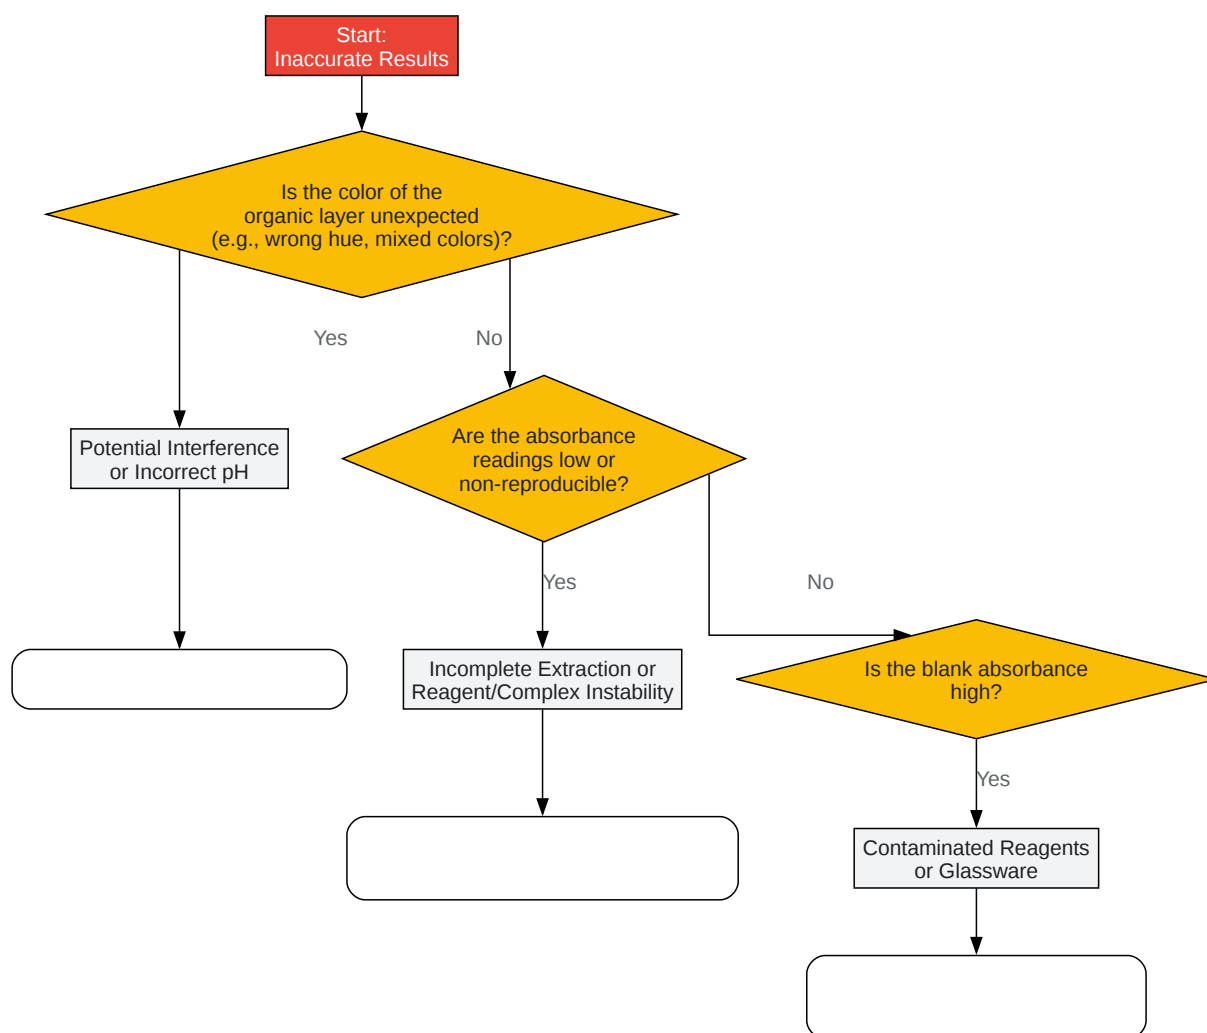 Start:
Inaccurate Results
Is the color of the
organic layer unexpected
(e.g., wrong hue, mixed colors)?
Yes
No
Potential Interference
or Incorrect pH
Are the absorbance
readings low or
non-reproducible?
Yes
No
Incomplete Extraction or
Reagent/Complex Instability
Is the blank absorbance
high?
Yes
Contaminated Reagents
or Glassware